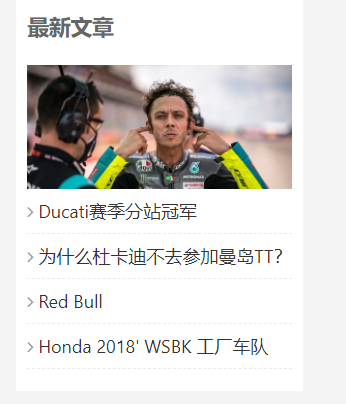 最新文章
PETRONAS
Ducati赛季分站冠军
为什么杜卡迪不去参加曼岛TT?
Red Bull
Honda 2018' WSBK 工厂车队